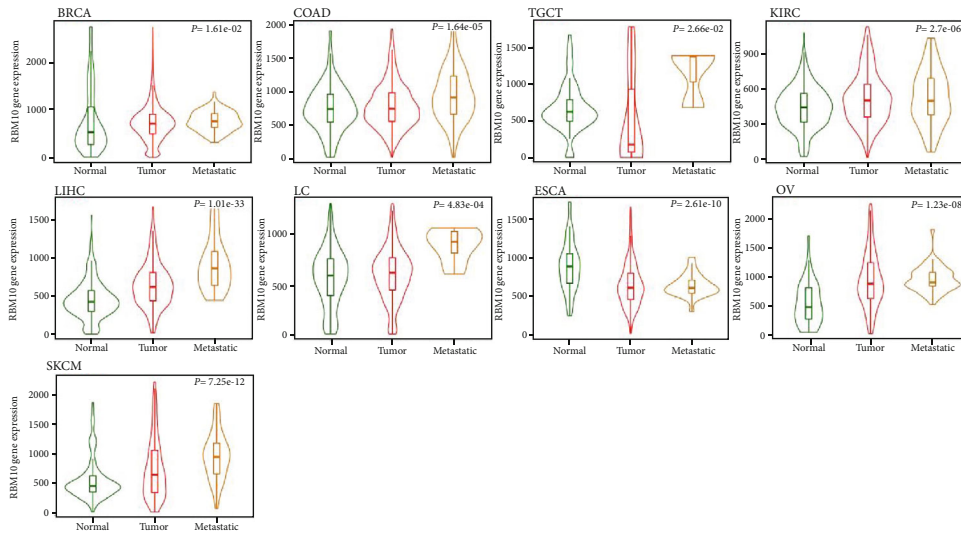 BRCA
P= 1.61e-02
RBM10 gene expression
2000
1000
0
Normal Tumor Metastatic
COAD
P= 1.64e-05
RBM10 gene expression
2000
1500
1000
500
0
Normal Tumor Metastatic
TGCT
P= 2.66e-02
RBM10 gene expression
1500
1000
500
0
Normal Tumor Metastatic
KIRC
P= 2.7e-06
RBM10 gene expression
900
600
300
0
Normal Tumor Metastatic
LIHC
P= 1.01e-33
RBM10 gene expression
1500
1000
500
0
Normal Tumor Metastatic
LC
P= 4.83e-04
RBM10 gene expression
1000
LC
0
Normal Tumor Metastatic
ESCA
P= 2.61e-10
RBM10 gene expression
1500
1000
500
0
Normal Tumor Metastatic
OV
P= 1.23e-08
RBM10 gene expression
2000
1500
1000
500
0
Normal Tumor Metastatic
SKCM
P= 7.25e-12
RBM10 gene expression
2000
1500
1000
500
0
Normal Tumor Metastatic